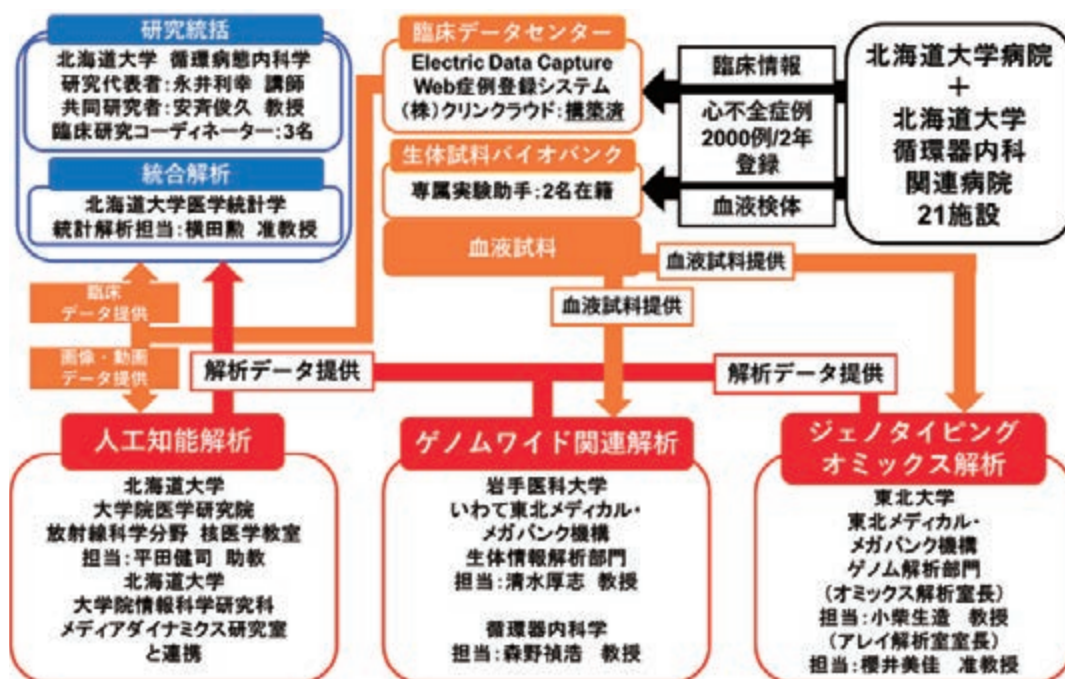 研究統括
北海道大学 循環病態内科学
研究代表者:永井利幸 講師
共同研究者:安斉俊久 教授
臨床研究コーディネーター:3名
統合解析
北海道大学医学統計学
統計解析担当:横田勲 准教授
臨床データセンター
Electric Data Capture
Web症例登録システム
(株)クリンクラウド:構築済
生体試料バイオバンク
専属実験助手:2名在籍
血液試料
臨床情報
心不全症例
2000例/2年
登録
血液検体
北海道大学病院
+
北海道大学
循環器内科
関連病院
21施設
血液試料提供
血液試料提供
臨床
データ提供
画像・動画
データ提供
解析データ提供
解析データ提供
人工知能解析
北海道大学
大学院医学研究院
放射線科学分野 核医学教室
担当:平田健司 助教
北海道大学
大学院情報科学研究科
メディアダイナミクス研究室
と連携
ゲノムワイド関連解析
岩手医科大学
いわて東北メディカル・
メガバンク機構
生体情報解析部門
担当:清水厚志 教授
循環器内科学
担当:森野禎浩 教授
ジェノタイピング
オミックス解析
東北大学
東北メディカル・
メガバンク機構
ゲノム解析部門
(オミックス解析室長)
担当:小柴生造 教授
(アレイ解析室室長)
担当:櫻井美佳 准教授